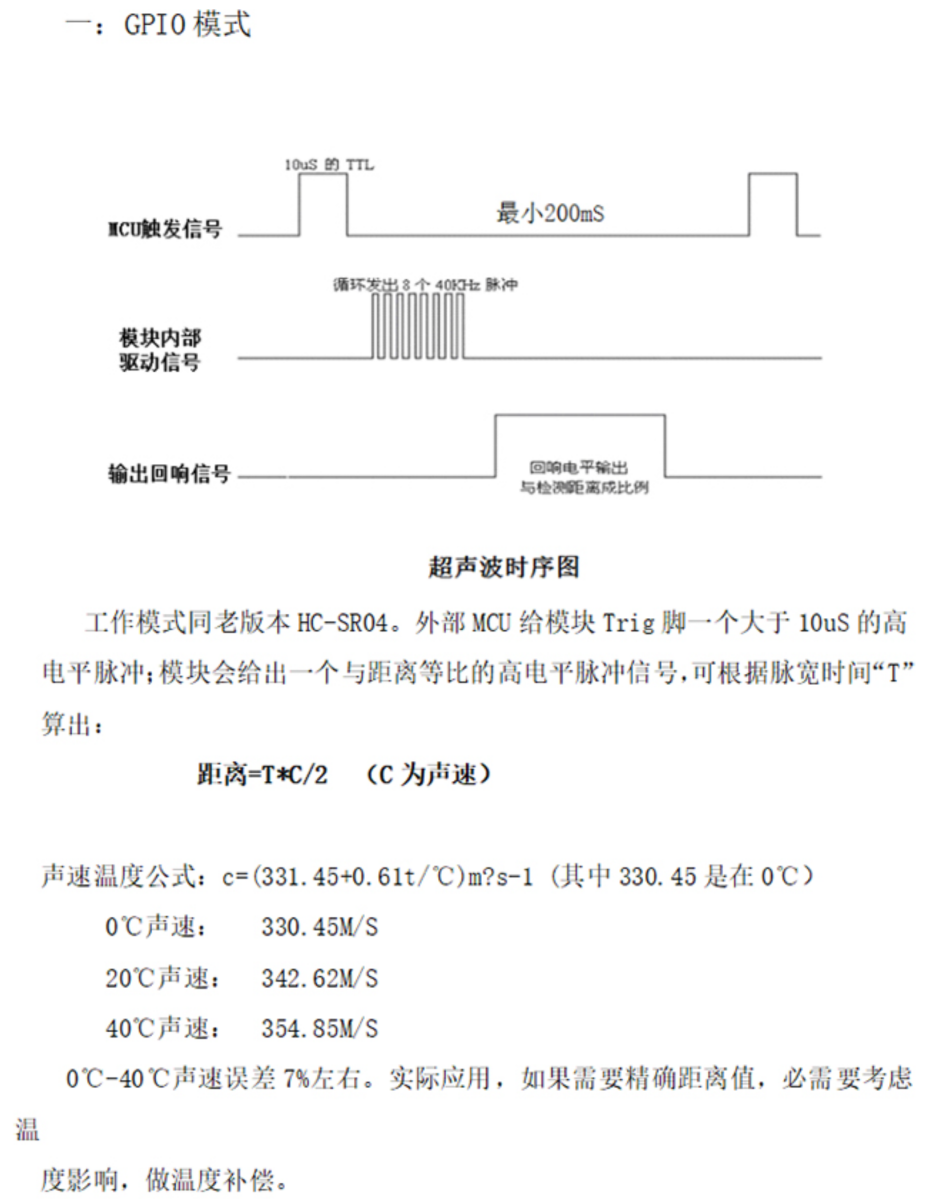 一：GPIO 模式
10uS 的 TTL
MCU触发信号
最小200mS
循环发出 8 个 40KHz 脉冲
模块内部
驱动信号
输出回响信号
回响电平输出
与检测距离成比例
超声波时序图
工作模式同老版本 HC-SR04。外部 MCU 给模块 Trig 脚一个大于 10uS 的高
电平脉冲；模块会给出一个与距离等比的高电平脉冲信号，可根据脉宽时间“T”
算出：
距离=T*C/2 （C 为声速）
声速温度公式：c=(331.45+0.61t/℃)m?s-1 (其中 330.45 是在 0℃）
0℃声速： 330.45M/S
20℃声速： 342.62M/S
40℃声速： 354.85M/S
0℃-40℃声速误差 7%左右。实际应用，如果需要精确距离值，必需要考虑
温
度影响，做温度补偿。